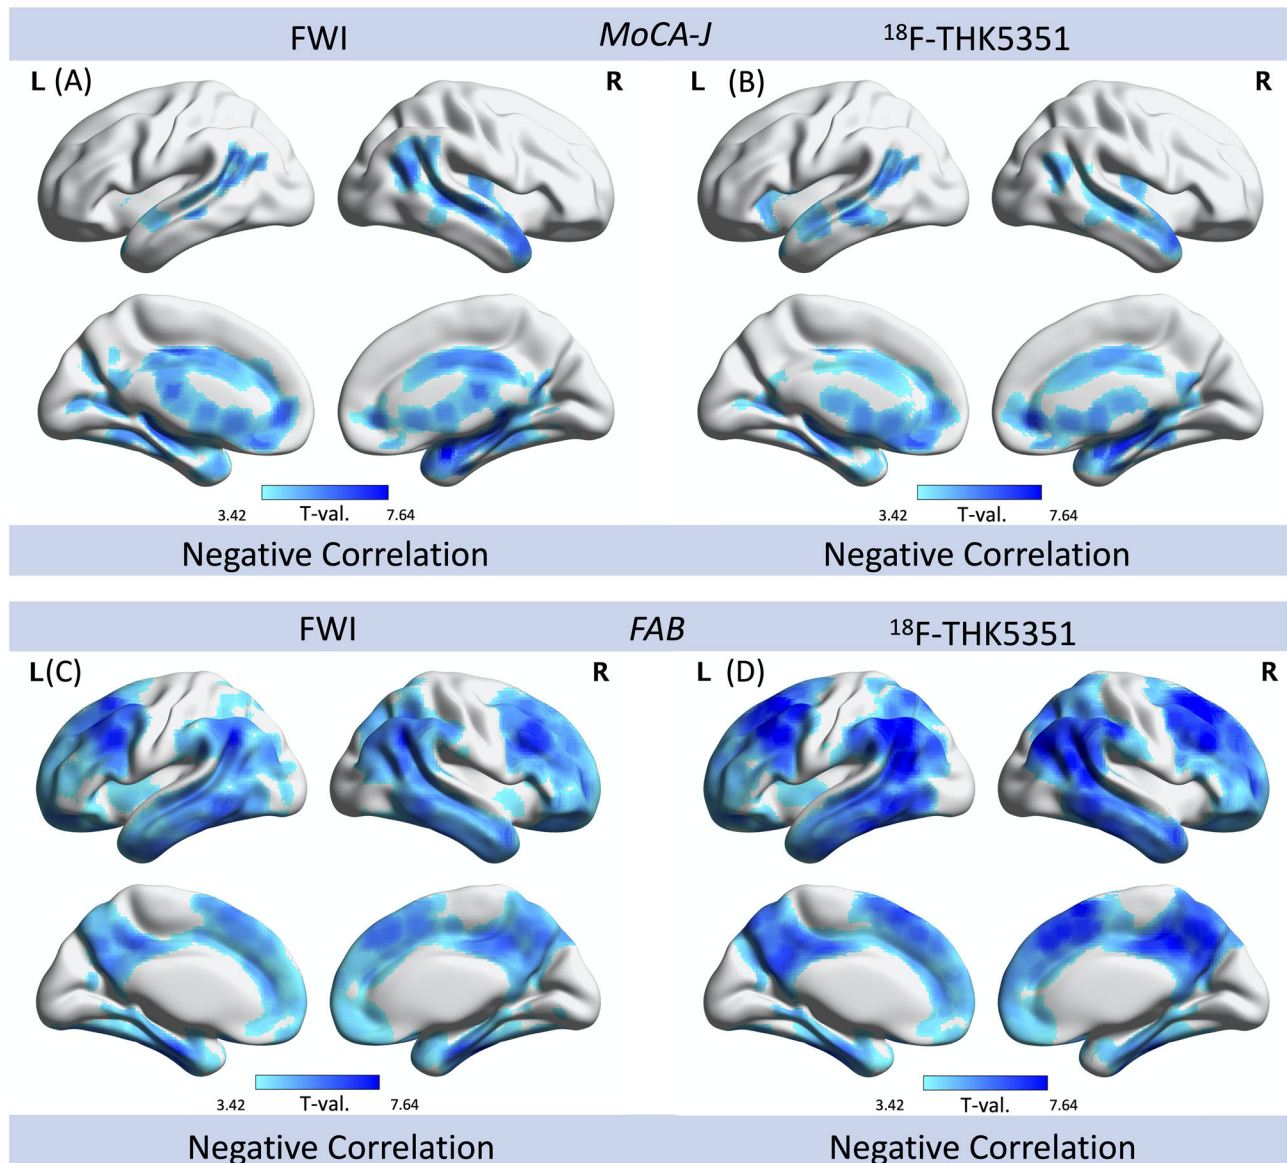 FWI MoCA-J ¹⁸F-THK5351
L (A) R L (B) R
3.42 T-val. 7.64 3.42 T-val. 7.64
Negative Correlation Negative Correlation
FWI FAB ¹⁸F-THK5351
L(C) R L (D) R
3.42 T-val. 7.64 3.42 T-val. 7.64
Negative Correlation Negative Correlation